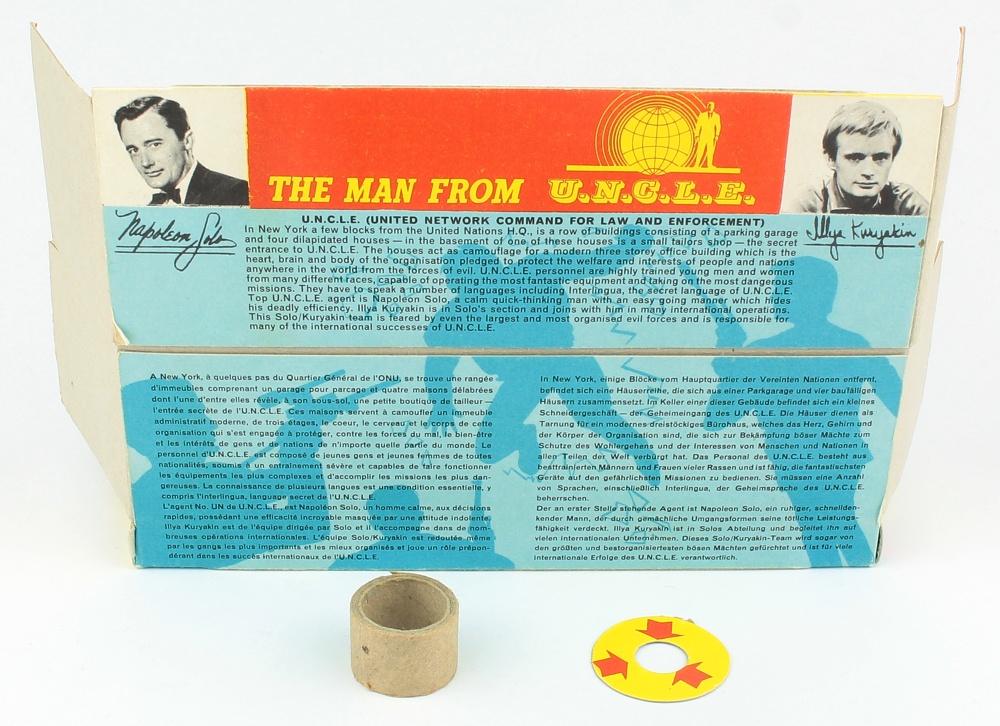 THE MAN FROM U.N.C.L.E.
Napoleon Solo
Illya Kuryakin
U.N.C.L.E. (UNITED NETWORK COMMAND FOR LAW AND ENFORCEMENT)
In New York a few blocks from the United Nations H.Q., is a row of buildings consisting of a parking garage
and four dilapidated houses — in the basement of one of these houses is a small tailors shop — the secret
entrance to U.N.C.L.E. The houses act as camouflage for a modern three storey office building which is the
heart, brain and body of the organisation pledged to protect the welfare and interests of people and nations
anywhere in the world from the forces of evil. U.N.C.L.E. personnel are highly trained young men and women
from many different races, capable of operating the most fantastic equipment and taking on the most dangerous
missions. They have to speak a number of languages including Interlingua, the secret language of U.N.C.L.E.
Top U.N.C.L.E. agent is Napoleon Solo, a calm quick-thinking man with an easy going manner which hides
his deadly efficiency. Illya Kuryakin is in Solo's section and joins with him in many international operations.
This Solo/Kuryakin team is feared by even the largest and most organised evil forces and is responsible for
many of the international successes of U.N.C.L.E.
A New York, à quelques pas du Quartier Général de l'ONU, se trouve une rangée
d'immeubles comprenant un garage pour parcage et quatre maisons délabrées
dont l'une d'entre elles révèle, à son sous-sol, une petite boutique de tailleur —
l'entrée secrète de l'U.N.C.L.E. Ces maisons servent à camoufler un immeuble
administratif moderne, de trois étages, le coeur, le cerveau et le corps de cette
organisation qui s'est engagée à protéger, contre les forces du mal, le bien-être
et les intérêts de gens et de nations de n'importe quelle partie du monde. Le
personnel d'U.N.C.L.E. est composé de jeunes gens et jeunes femmes de toutes
nationalités, soumis à un entraînement sévère et capables de faire fonctionner
les équipements les plus complexes et d'accomplir les missions les plus dan-
gereuses. La connaissance de plusieurs langues est une condition essentielle, y
compris l'interlingua, language secret de l'U.N.C.L.E.
L'agent No. UN de U.N.C.L.E., est Napoléon Solo, un homme calme, aux décisions
rapides, possédant une efficacité incroyable masquée par une attitude indolente.
Illya Kuryakin est de l'équipe dirigée par Solo et il l'accompagne dans de nom-
breuses opérations internationales. L'équipe Solo/Kuryakin est redoutée même
par les gangs les plus importants et les mieux organisés et joue un rôle prépon-
dérant dans les succès internationaux de l'U.N.C.L.E.
In New York, einige Blöcke vom Hauptquartier der Vereinten Nationen entfernt,
befindet sich eine Häuserreihe, die sich aus einer Parkgarage und vier baufälligen
Häusern zusammensetzt. Im Keller einer dieser Gebäude befindet sich ein kleines
Schneidergeschäft — der Geheimeingang des U.N.C.L.E. Die Häuser dienen als
Tarnung für ein modernes dreistöckiges Bürohaus, welches das Herz, Gehirn und
der Körper der Organisation sind, die sich zur Bekämpfung böser Mächte zum
Schutze des Wohlergehens und der Interessen von Menschen und Nationen in
allen Teilen der Welt verbürgt hat. Das Personal des U.N.C.L.E. besteht aus
besttrainierten Männern und Frauen vieler Rassen und ist fähig, die fantastischsten
Geräte auf den gefährlichsten Missionen zu bedienen. Sie müssen eine Anzahl
von Sprachen, einschließlich Interlingua, der Geheimsprache des U.N.C.L.E.
beherrschen.
Der an erster Stelle stehende Agent ist Napoleon Solo, ein ruhiger, schnelldenkender Mann, der durch gemächliche Umgangsformen seine tötliche Leistungs-
fähigkeit verdeckt. Illya Kuryakin ist in Solos Abteilung und begleitet ihn auf
vielen internationalen Unternehmen. Dieses Solo/Kuryakin-Team wird sogar von
den größten und bestorganisiertesten bösen Mächten gefürchtet und ist für viele
internationale Erfolge des U.N.C.L.E. verantwortlich.